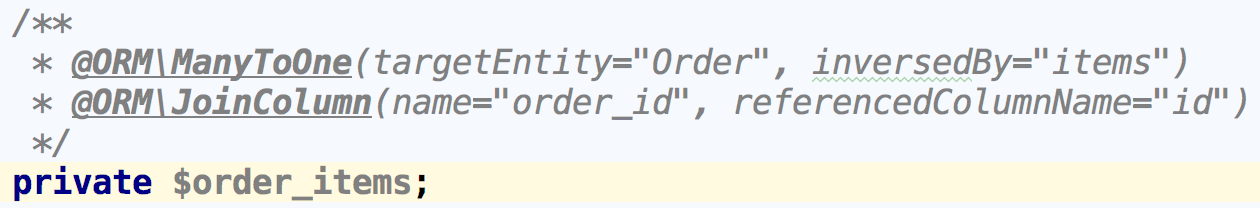 /**
 * @ORM\ManyToOne(targetEntity="Order", inversedBy="items")
 * @ORM\JoinColumn(name="order_id", referencedColumnName="id")
 */
private $order_items;